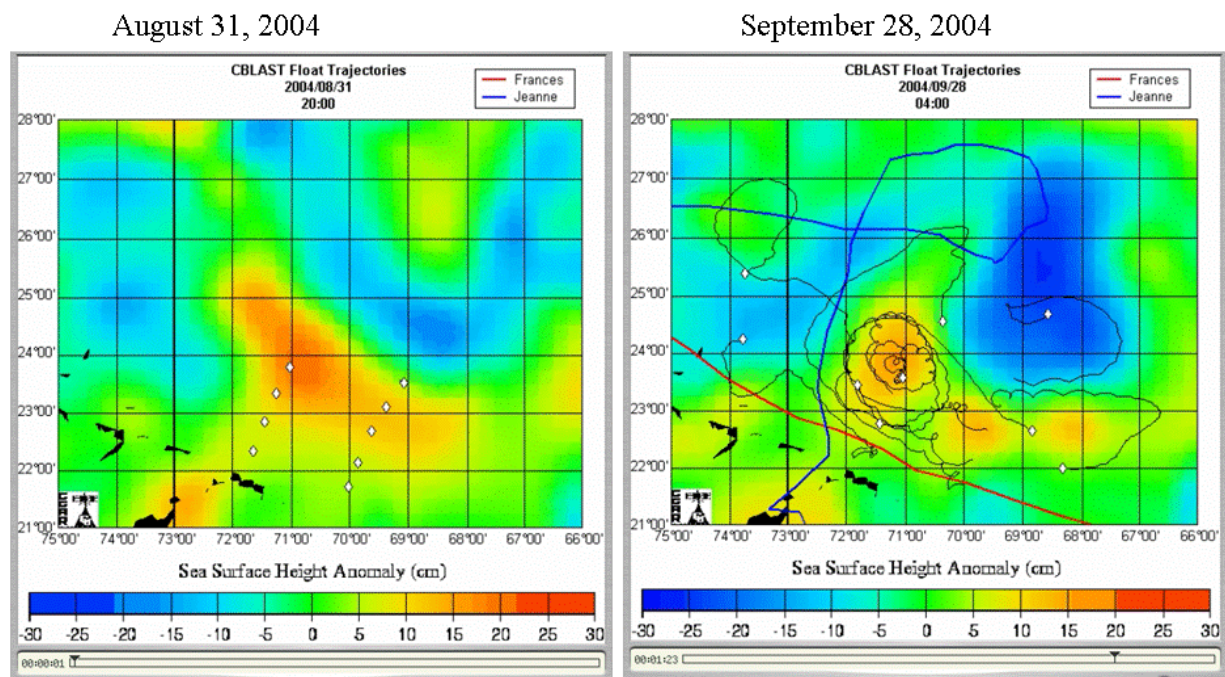 August 31, 2004
CBLAST Float Trajectories
2004/08/31
20:00
Frances
Jeanne
28°00'
27°00'
26°00'
25°00'
24°00'
23°00'
22°00'
21°00'
75°00' 74°00' 73°00' 72°00' 71°00' 70°00' 69°00' 68°00' 67°00' 66°00'
Sea Surface Height Anomaly (cm)
-30 -25 -20 -15 -10 -5 0 5 10 15 20 25 30
00:00:01
September 28, 2004
CBLAST Float Trajectories
2004/09/28
04:00
Frances
Jeanne
28°00'
27°00'
26°00'
25°00'
24°00'
23°00'
22°00'
21°00'
75°00' 74°00' 73°00' 72°00' 71°00' 70°00' 69°00' 68°00' 67°00' 66°00'
Sea Surface Height Anomaly (cm)
-30 -25 -20 -15 -10 -5 0 5 10 15 20 25 30
00:01:23